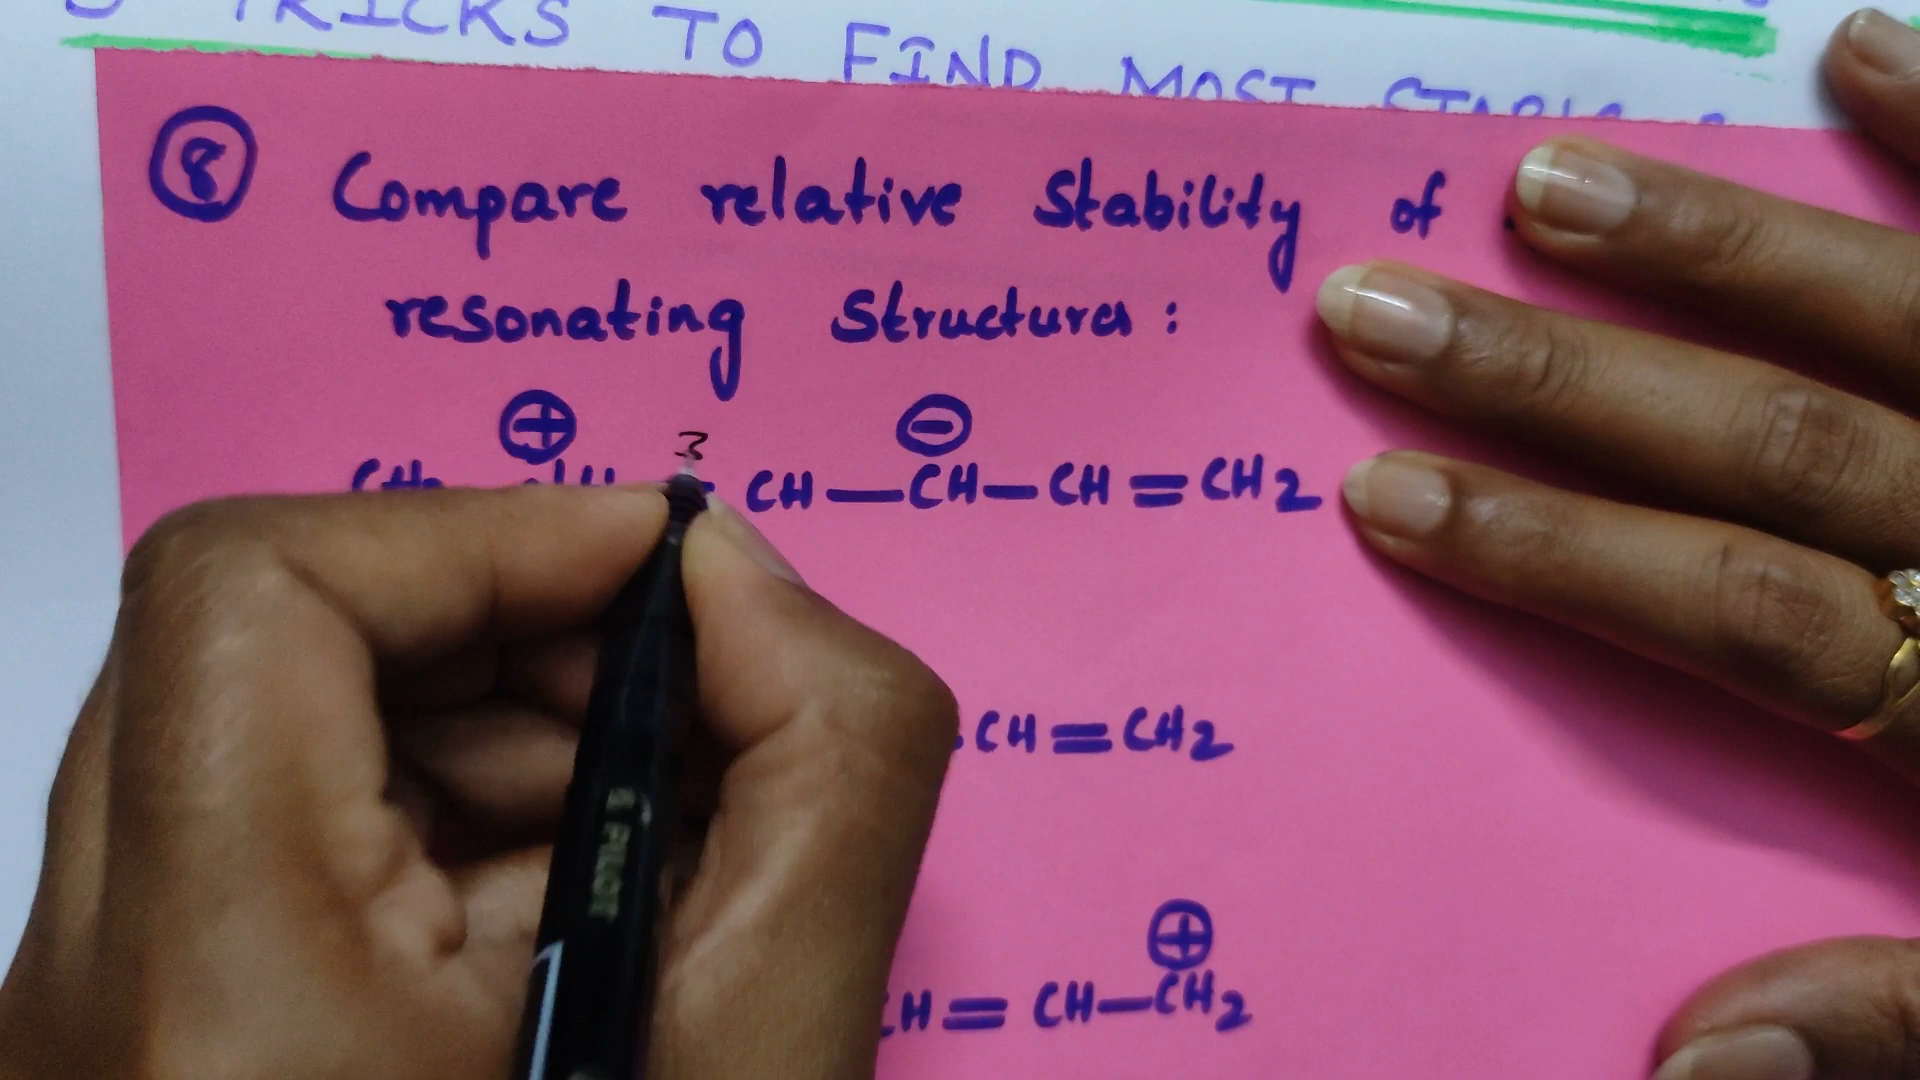 TRICKS TO FIND MOST
⑧ Compare relative stability of
resonating structures :
⊕ 3 ⊖
CH — CH — CH = CH2
CH = CH2
⊕
CH = CH — CH2
PILOT